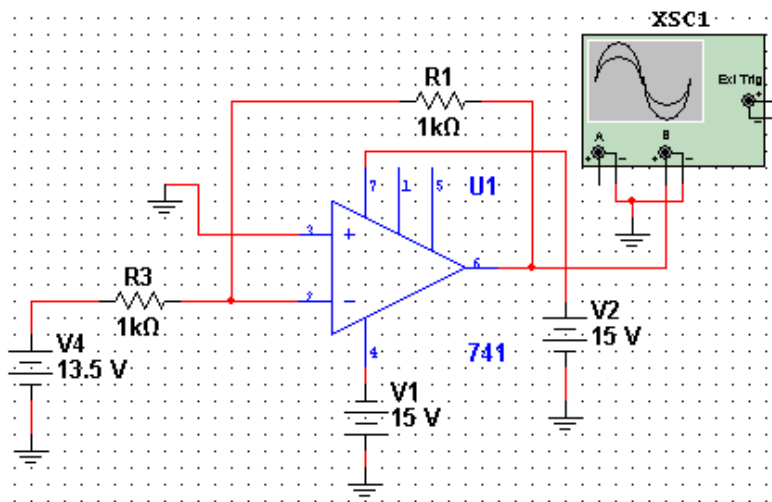 XSC1
Ext Trig
+
-
A
B
+ - + -
R1
1kΩ
7 1 5
U1
3
+
R3
1kΩ
2
-
6
4
741
V4
13.5 V
V2
15 V
V1
15 V